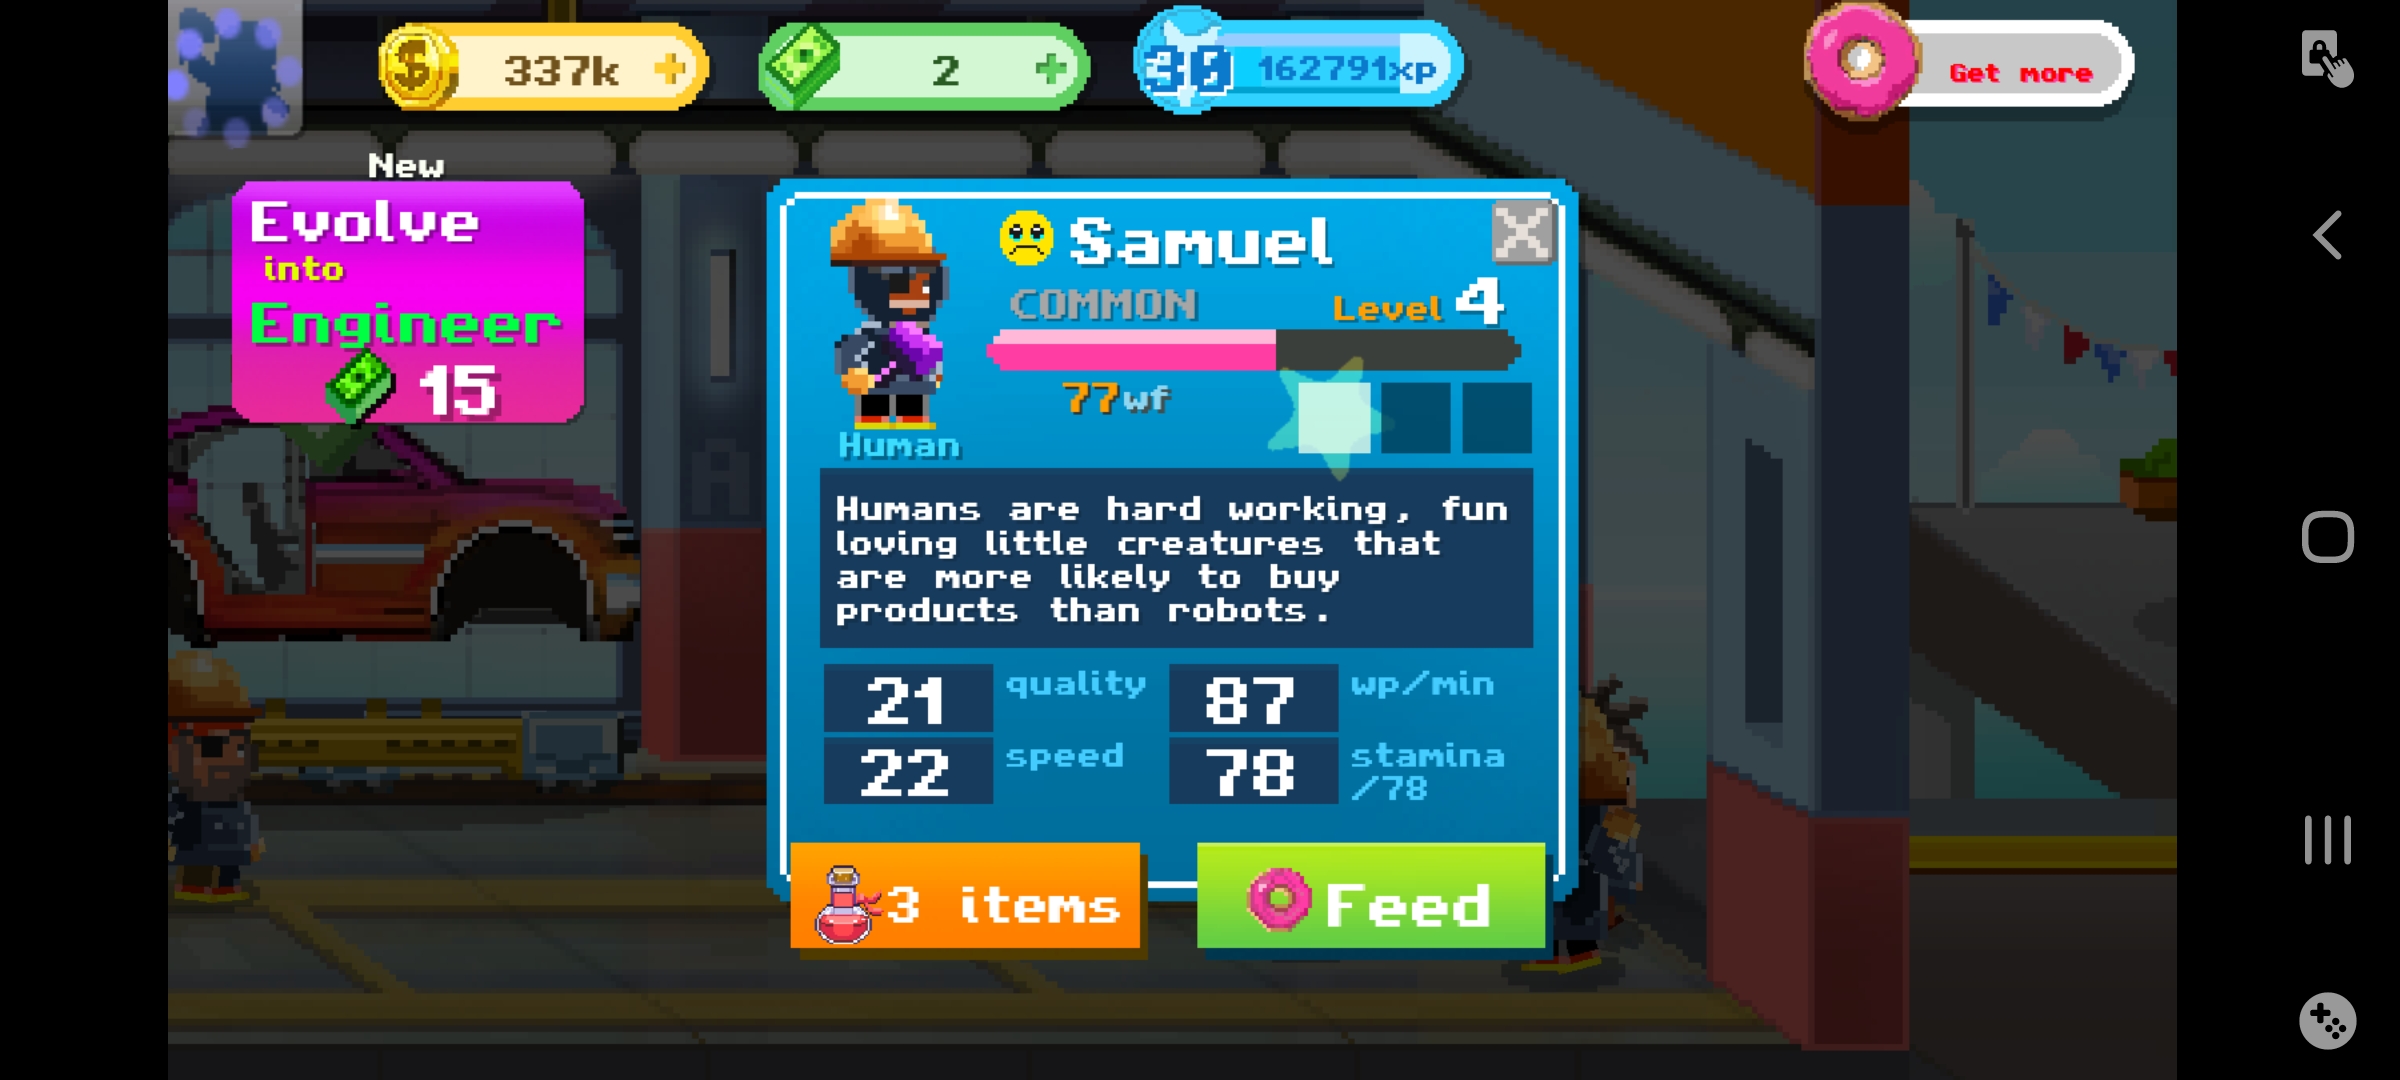 337k
2
30
162791xp
Get more
New
Evolve
into
Engineer
15
Samuel
COMMON
Level 4
77wf
Human
Humans are hard working, fun
loving little creatures that
are more likely to buy
products than robots.
21 quality
87 wp/min
22 speed
78 stamina
/78
3 items
Feed
A